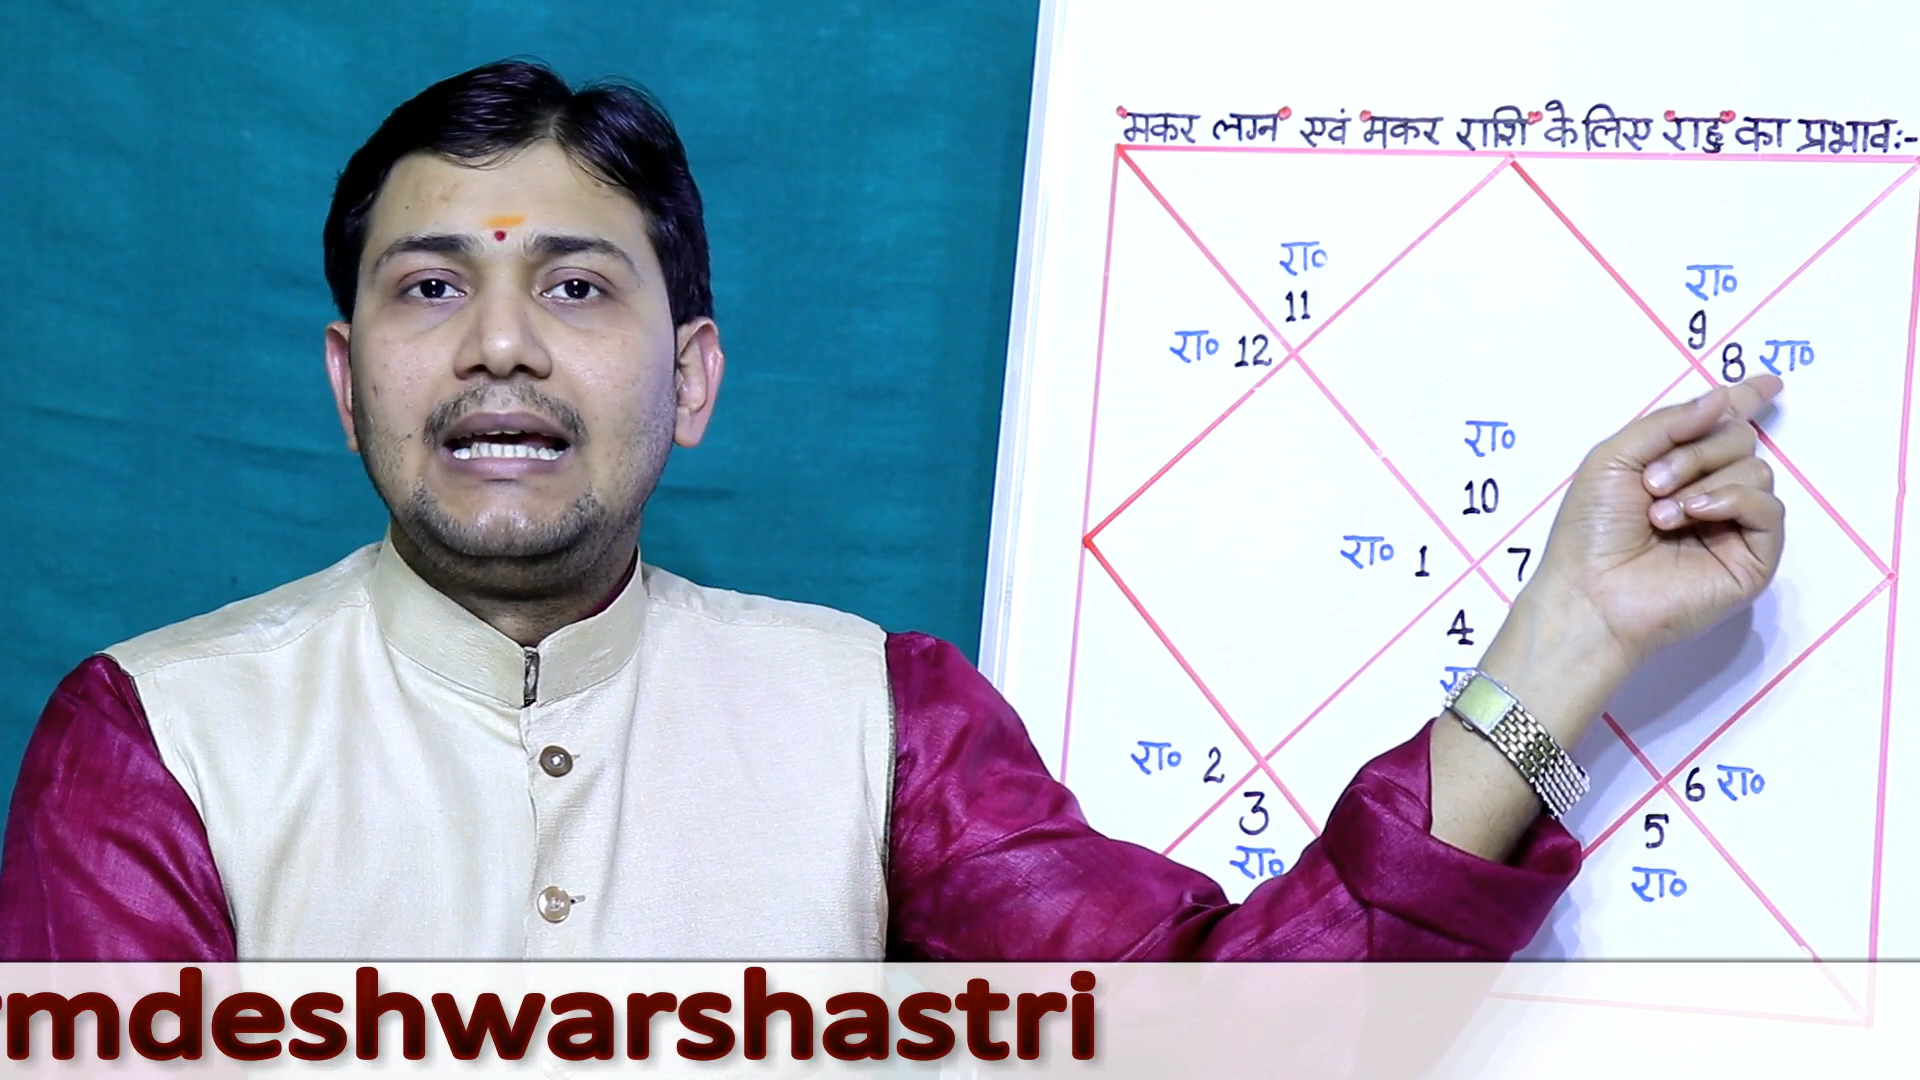 मकर लग्न एवं मकर राशि के लिए राहु का प्रभाव:-
रा०
11
रा० 12
रा०
9
8 रा०
रा०
10
रा० 1
7
4
रा० 2
3
रा०
6 रा०
5
रा०
mdeshwarshastri